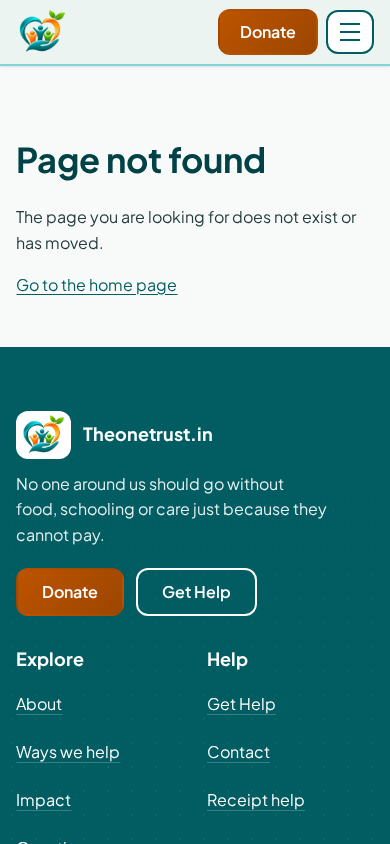 Donate
Page not found
The page you are looking for does not exist or
has moved.
Go to the home page
Theonetrust.in
No one around us should go without
food, schooling or care just because they
cannot pay.
Donate
Get Help
Explore
Help
About
Get Help
Ways we help
Contact
Impact
Receipt help